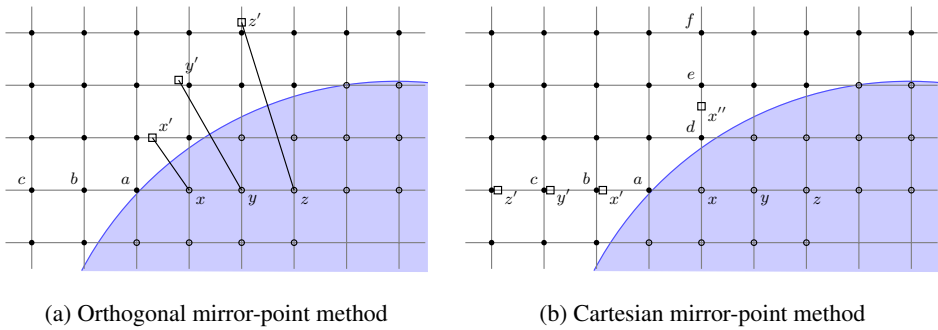 z′
y′
x′
c
b
a
x
y
z
f
e
x′′
d
c
b
a
z′
y′
x′
x
y
z
(a) Orthogonal mirror-point method
(b) Cartesian mirror-point method